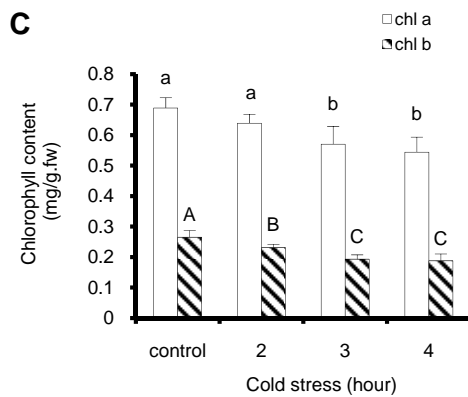 C
chl a
chl b
Chlorophyll content
(mg/g.fw)
0.8
0.7
0.6
0.5
0.4
0.3
0.2
0.1
0
a
a
b
b
A
B
C
C
control
2
3
4
Cold stress (hour)